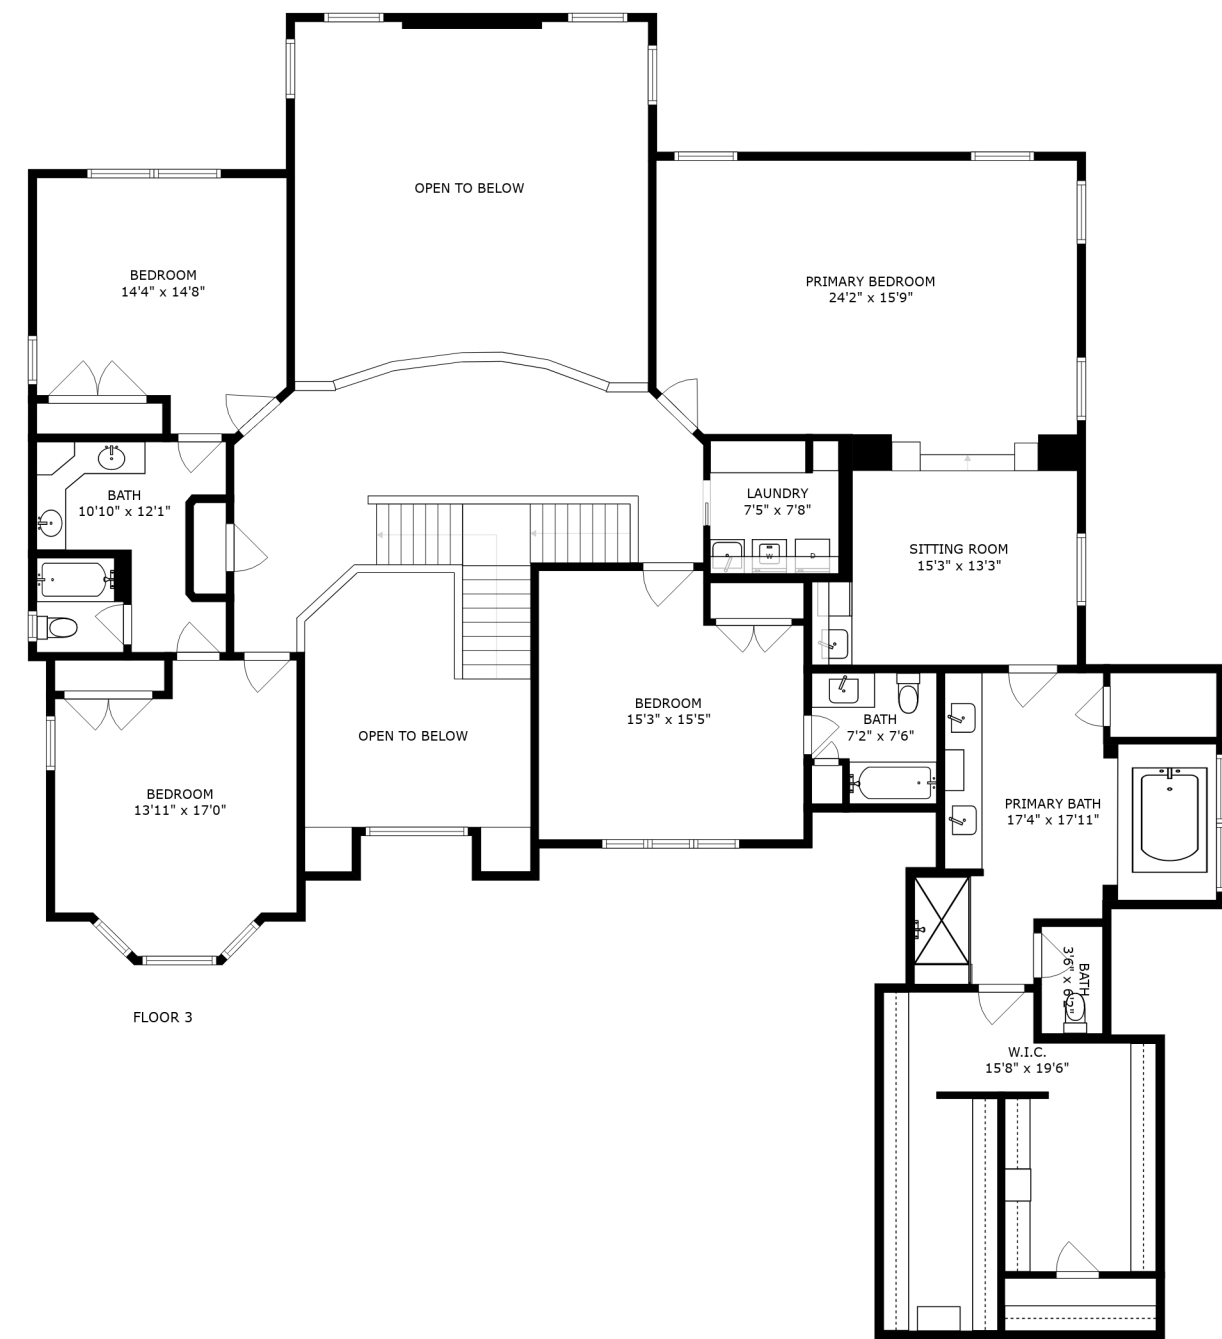 OPEN TO BELOW
BEDROOM
14'4" x 14'8"
PRIMARY BEDROOM
24'2" x 15'9"
BATH
10'10" x 12'1"
LAUNDRY
7'5" x 7'8"
W
D
SITTING ROOM
15'3" x 13'3"
BEDROOM
15'3" x 15'5"
BATH
7'2" x 7'6"
OPEN TO BELOW
BEDROOM
13'11" x 17'0"
PRIMARY BATH
17'4" x 17'11"
BATH
3'6" x 6'2"
FLOOR 3
W.I.C.
15'8" x 19'6"